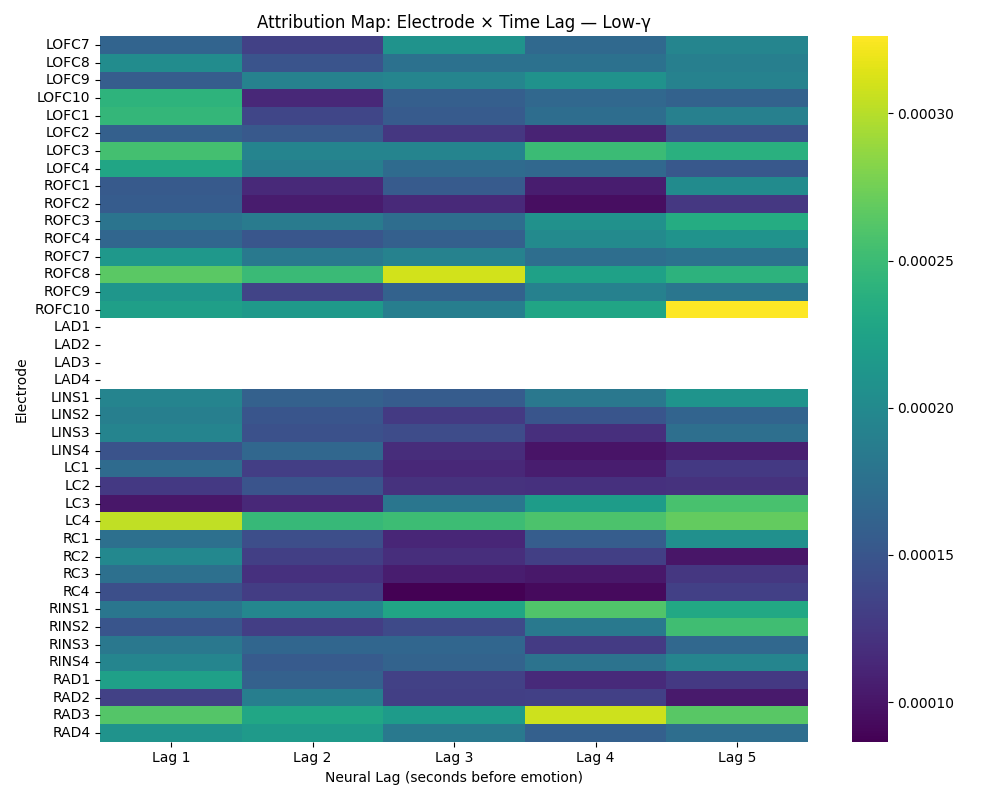 Attribution Map: Electrode × Time Lag — Low-γ
LOFC7
LOFC8
LOFC9
LOFC10
LOFC1
LOFC2
LOFC3
LOFC4
ROFC1
ROFC2
ROFC3
ROFC4
ROFC7
ROFC8
ROFC9
ROFC10
LAD1
LAD2
LAD3
LAD4
LINS1
LINS2
LINS3
LINS4
LC1
LC2
LC3
LC4
RC1
RC2
RC3
RC4
RINS1
RINS2
RINS3
RINS4
RAD1
RAD2
RAD3
RAD4
Electrode
Lag 1 Lag 2 Lag 3 Lag 4 Lag 5
Neural Lag (seconds before emotion)
0.00030
0.00025
0.00020
0.00015
0.00010